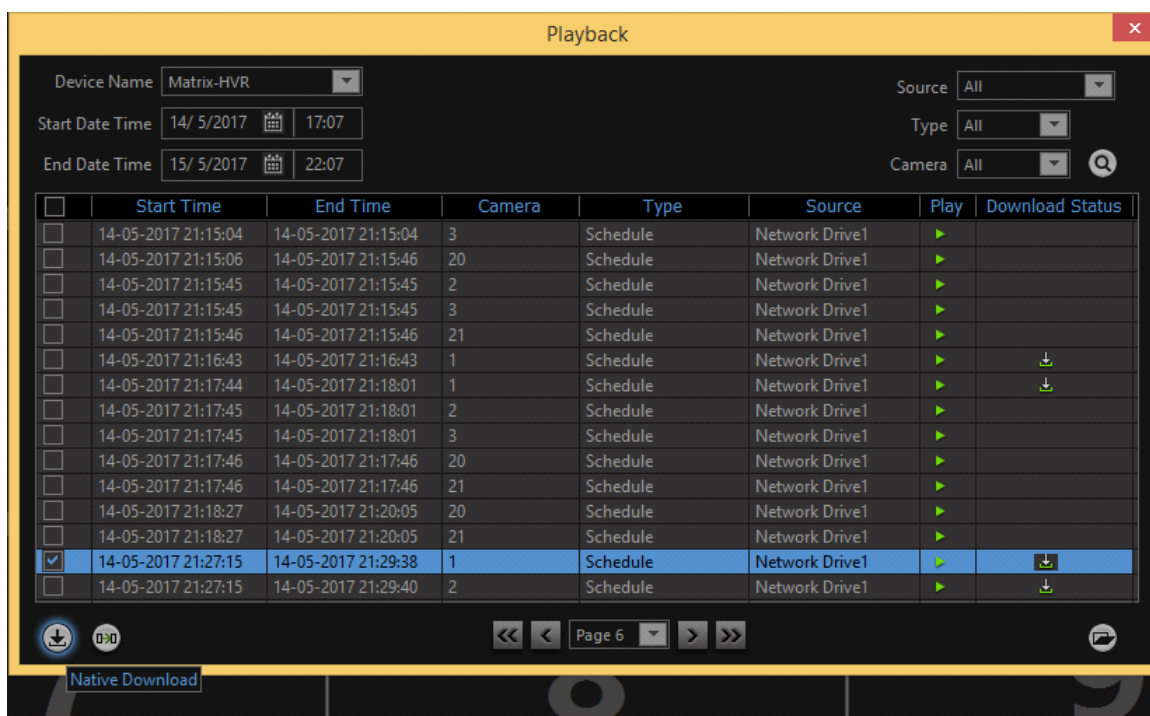 Playback
Device Name Matrix-HVR Source All
Start Date Time 14/ 5/2017 17:07 Type All
End Date Time 15/ 5/2017 22:07 Camera All
Start Time End Time Camera Type Source Play Download Status
14-05-2017 21:15:04 14-05-2017 21:15:04 3 Schedule Network Drive1
14-05-2017 21:15:06 14-05-2017 21:15:46 20 Schedule Network Drive1
14-05-2017 21:15:45 14-05-2017 21:15:45 2 Schedule Network Drive1
14-05-2017 21:15:45 14-05-2017 21:15:45 3 Schedule Network Drive1
14-05-2017 21:15:46 14-05-2017 21:15:46 21 Schedule Network Drive1
14-05-2017 21:16:43 14-05-2017 21:16:43 1 Schedule Network Drive1
14-05-2017 21:17:44 14-05-2017 21:18:01 1 Schedule Network Drive1
14-05-2017 21:17:45 14-05-2017 21:18:01 2 Schedule Network Drive1
14-05-2017 21:17:45 14-05-2017 21:18:01 3 Schedule Network Drive1
14-05-2017 21:17:46 14-05-2017 21:17:46 20 Schedule Network Drive1
14-05-2017 21:17:46 14-05-2017 21:17:46 21 Schedule Network Drive1
14-05-2017 21:18:27 14-05-2017 21:20:05 20 Schedule Network Drive1
14-05-2017 21:18:27 14-05-2017 21:20:05 21 Schedule Network Drive1
14-05-2017 21:27:15 14-05-2017 21:29:38 1 Schedule Network Drive1
14-05-2017 21:27:15 14-05-2017 21:29:40 2 Schedule Network Drive1
Page 6
Native Download
7 8 9